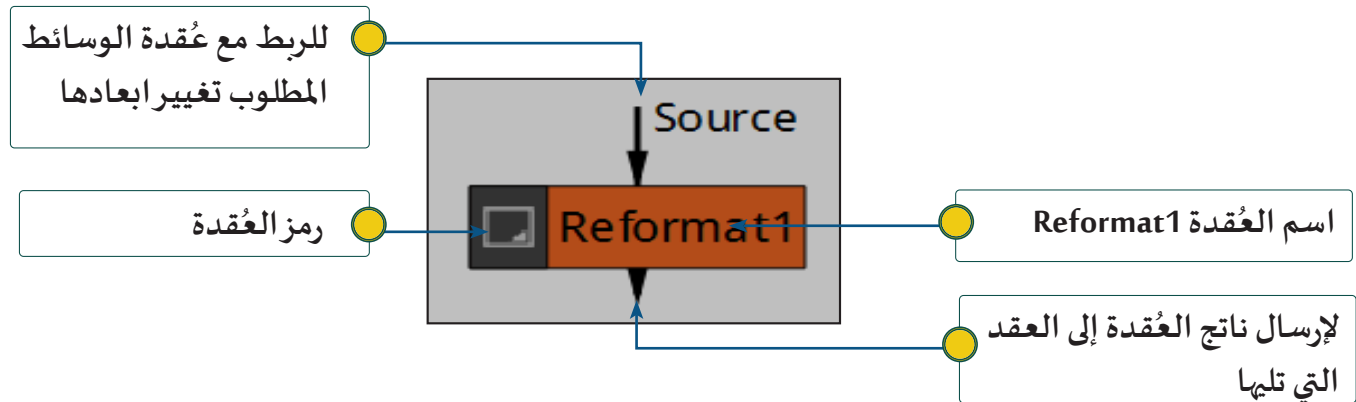 للربط مع عُقدة الوسائط
المطلوب تغيير ابعادها
Source
رمز العُقدة
Reformat1
اسم العُقدة Reformat1
لإرسال ناتج العُقدة إلى العقد
التي تليها